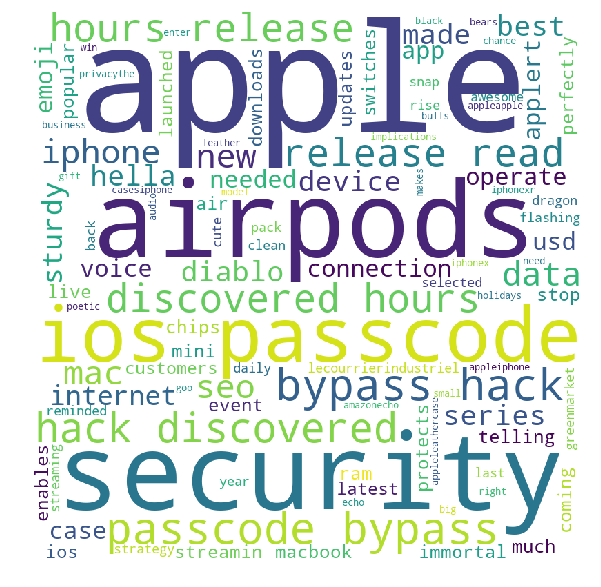 enter
black
bears
hours release
made
best
win
chance
emoji
popular
privacythe
apple
launched
downloads
updates
switches
app
snap
awesome
applert
perfectly
rise
appleapple
business
leather
bulls
implications
iphone
new
release read
gift
hella
needed
device
operate
casesiphone
moot1
makes
iphonexr
sturdy
air
airpods
dragon
audio
cute
pack
flashing
back
clean
iphonex
usd
need
voice
diablo
connection
data
selected
live
discovered hours
holidays
stop
poetic
ios passcode
chips
mini
lecourrierindustriel
mac
customers
daily
appleiphone
internet
goo
seo
bypass hack
small
reminded
event
amazonecho
series
greenmarket
hack discovered
protects
appleleathercase
telling
enables
streaming
security
ram
last
year
latest
echo
right
coming
case
passcode bypass
big
much
ios
strategy
streamin macbook
immortal